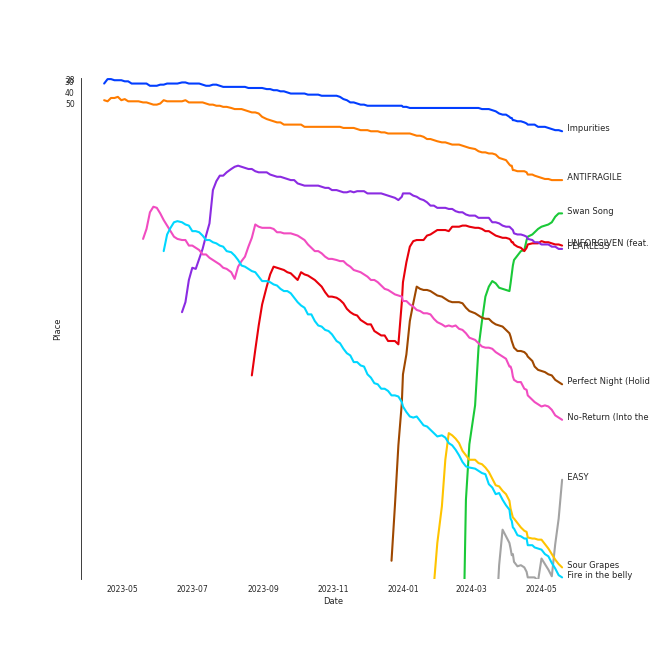 40
50
Impurities
ANTIFRAGILE
Swan Song
UNFORGIVEN (feat.
FEARLESS
Place
Perfect Night (Holid
No-Return (Into the
EASY
Sour Grapes
Fire in the belly
2023-05 2023-07 2023-09 2023-11 2024-01 2024-03 2024-05
Date